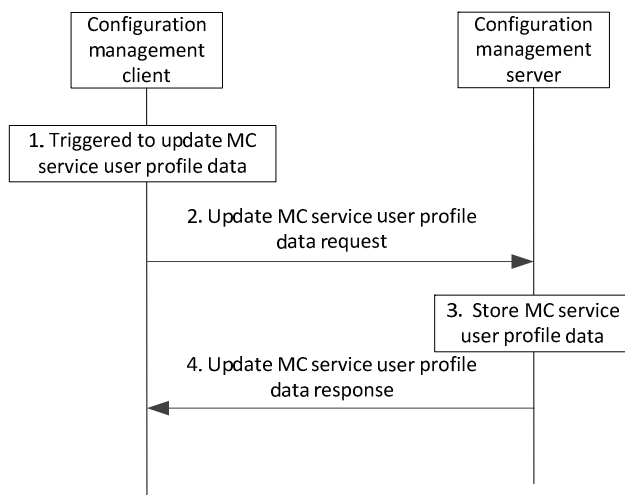 Configuration
management
client
Configuration
management
server
1. Triggered to update MC
service user profile data
2. Update MC service user profile
data request
3. Store MC service
user profile data
4. Update MC service user profile
data response